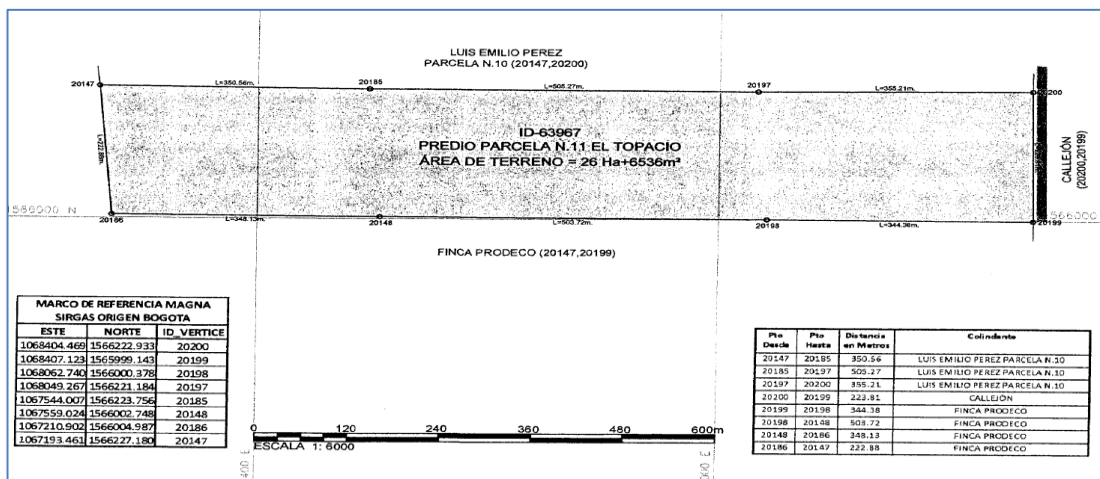 LUIS EMILIO PEREZ
PARCELA N.10 (20147,20200)
20147
L=350.56m.
20185
L=505.27m.
20197
L=355.21m.
20200
L=222.88m.
ID-63967
PREDIO PARCELA N.11 EL TOPACIO
ÁREA DE TERRENO = 26 Ha+6536m²
CALLEJÓN
(20200,20199)
1586000 N
20186
L=348.13m.
20148
L=503.72m.
20198
L=344.38m.
20199
566000
FINCA PRODECO (20147,20199)
MARCO DE REFERENCIA MAGNA
SIRGAS ORIGEN BOGOTA
ESTE NORTE ID_VERTICE
1068404.469 1566222.933 20200
1068407.123 1565999.143 20199
1068062.740 1566000.378 20198
1068049.267 1566221.184 20197
1067544.007 1566223.756 20185
1067559.024 1566002.748 20148
1067210.902 1566004.987 20186
1067193.461 1566227.180 20147
Pto Desde Pto Hasta Distancia en Metros Colindante
20147 20185 350.56 LUIS EMILIO PEREZ PARCELA N.10
20185 20197 505.27 LUIS EMILIO PEREZ PARCELA N.10
20197 20200 355.21 LUIS EMILIO PEREZ PARCELA N.10
20200 20199 223.81 CALLEJÓN
20199 20198 344.38 FINCA PRODECO
20198 20148 503.72 FINCA PRODECO
20148 20186 348.13 FINCA PRODECO
20186 20147 222.88 FINCA PRODECO
0 120 240 360 480 600m
ESCALA 1: 6000
400 E
000 E